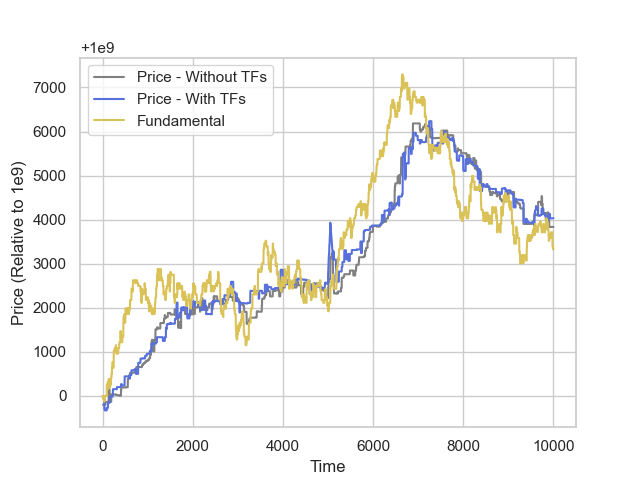 +1e9
Price - Without TFs
Price - With TFs
Fundamental
7000
6000
5000
4000
3000
2000
1000
0
Price (Relative to 1e9)
0 2000 4000 6000 8000 10000
Time